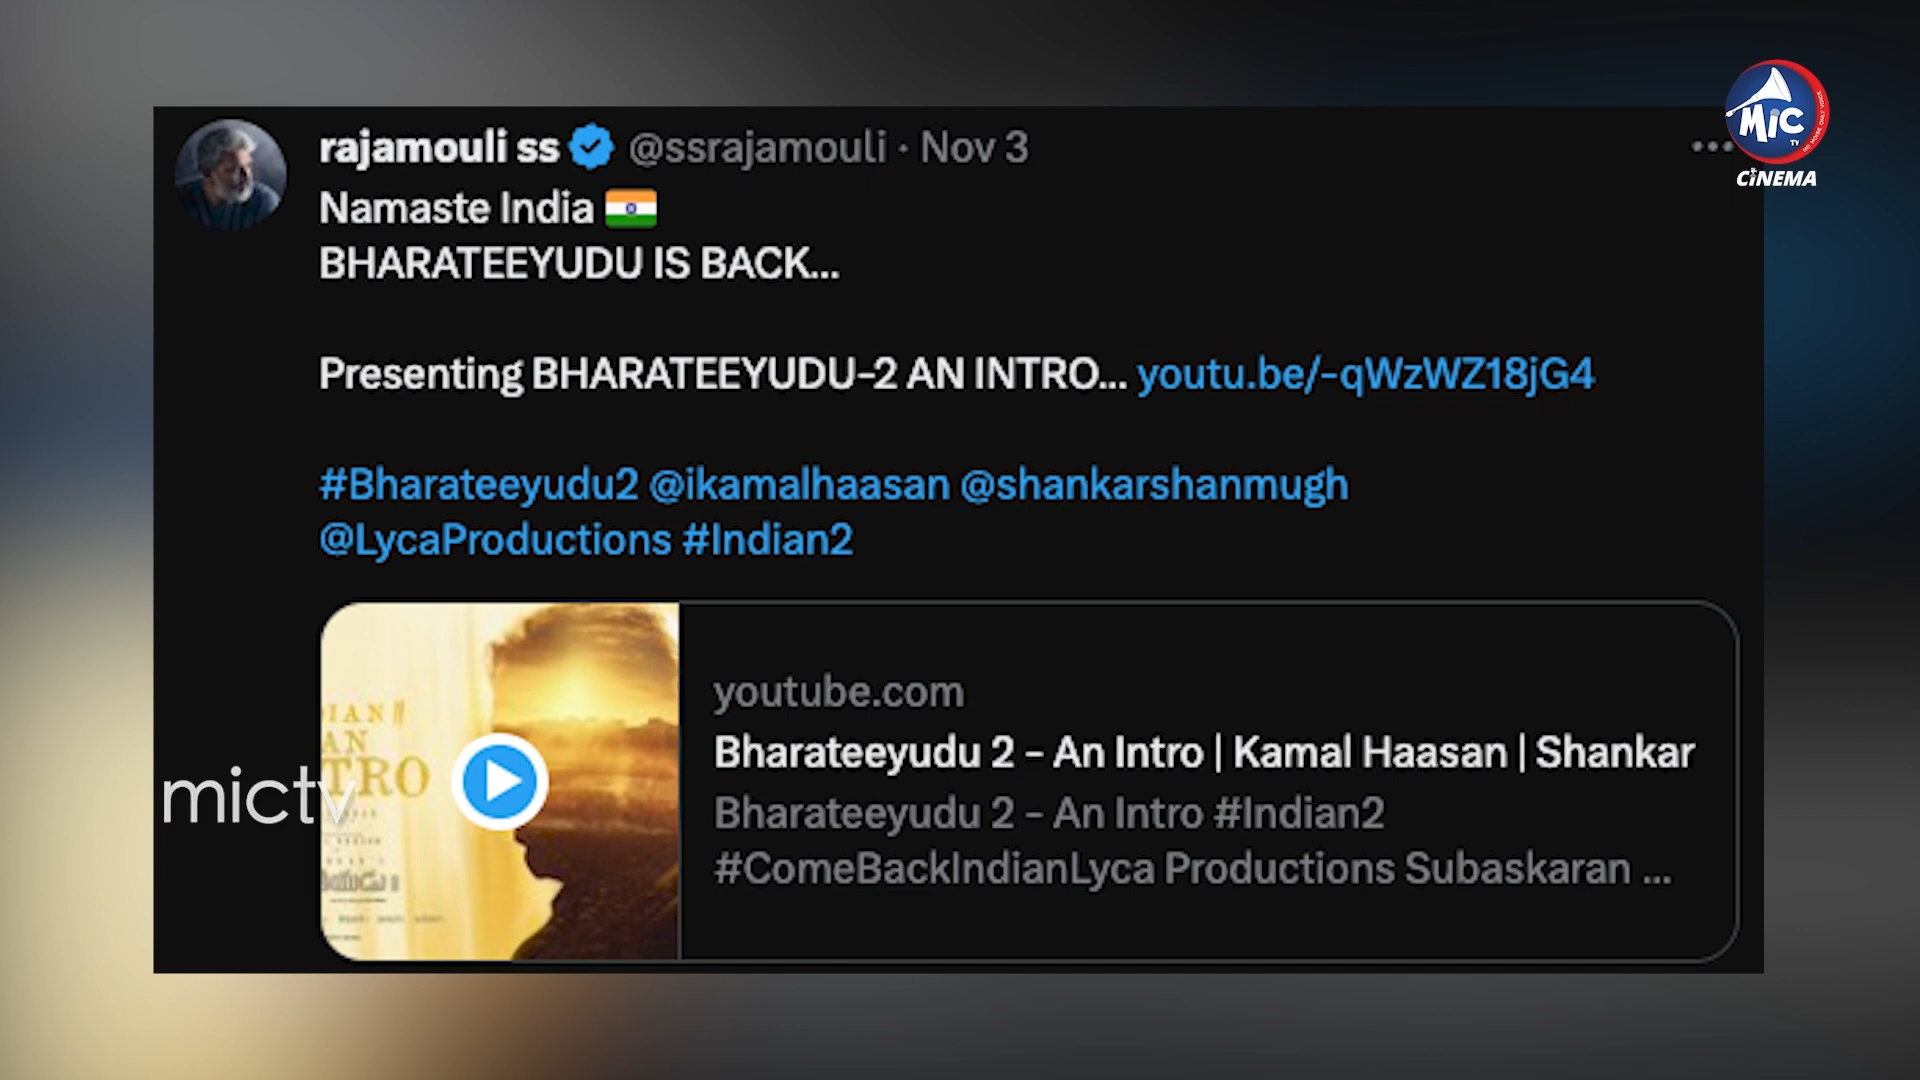 rajamouli ss @ssrajamouli · Nov 3
Namaste India 🇮🇳
BHARATEEYUDU IS BACK...
Presenting BHARATEEYUDU-2 AN INTRO... youtu.be/-qWzWZ18jG4
#Bharateeyudu2 @ikamalhaasan @shankarshanmugh
@LycaProductions #Indian2
youtube.com
Bharateeyudu 2 - An Intro | Kamal Haasan | Shankar
Bharateeyudu 2 - An Intro #Indian2
#ComeBackIndianLyca Productions Subaskaran ...
mictv
MiC
TV
CiNEMA